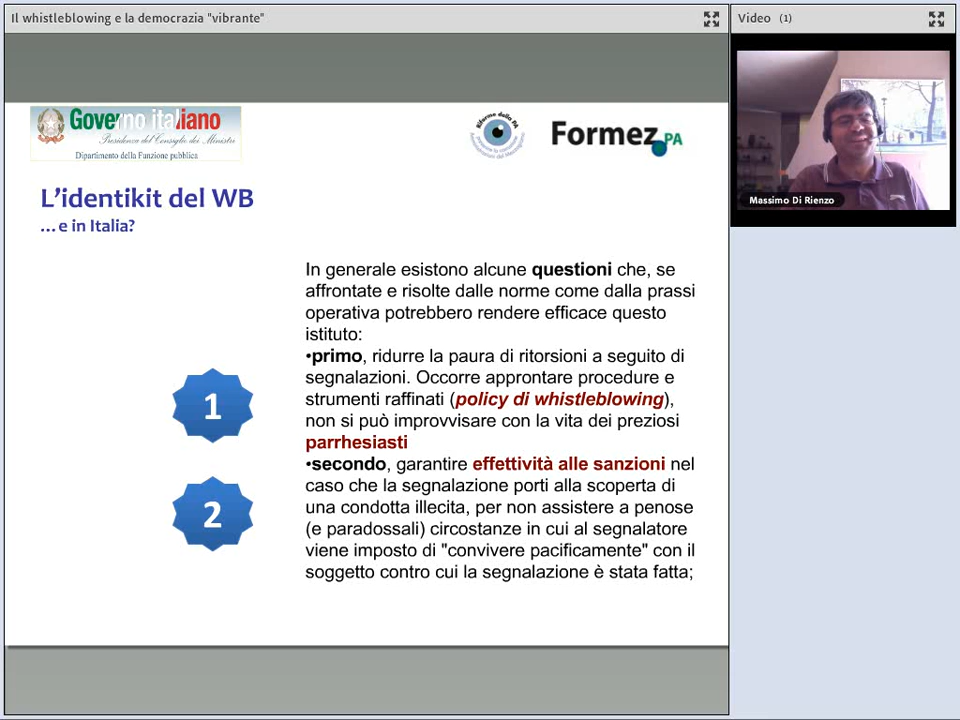 Il whistleblowing e la democrazia "vibrante"
Video (1)
Governo italiano
Presidenza del Consiglio dei Ministri
Dipartimento della Funzione pubblica
Riforme della PA
Formez PA
Massimo Di Rienzo
L'identikit del WB
...e in Italia?
In generale esistono alcune questioni che, se
affrontate e risolte dalle norme come dalla prassi
operativa potrebbero rendere efficace questo
istituto:
•primo, ridurre la paura di ritorsioni a seguito di
segnalazioni. Occorre approntare procedure e
strumenti raffinati (policy di whistleblowing),
non si può improvvisare con la vita dei preziosi
parrhesiasti
•secondo, garantire effettività alle sanzioni nel
caso che la segnalazione porti alla scoperta di
una condotta illecita, per non assistere a penose
(e paradossali) circostanze in cui al segnalatore
viene imposto di "convivere pacificamente" con il
soggetto contro cui la segnalazione è stata fatta;
1
2